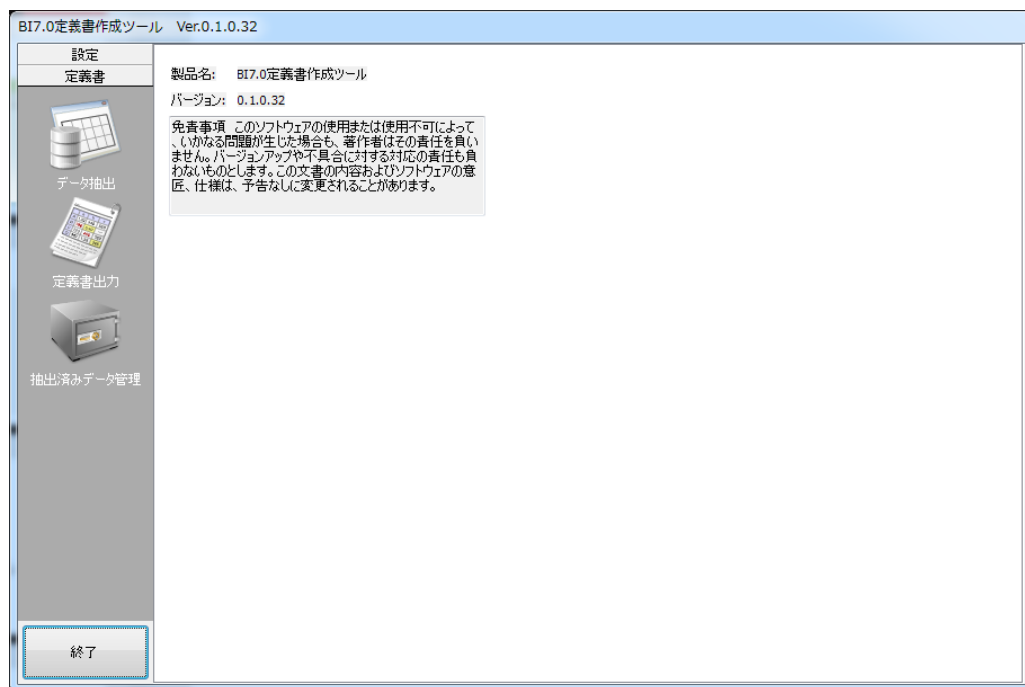 BI7.0定義書作成ツール Ver.0.1.0.32
設定
定義書
データ抽出
定義書出力
抽出済みデータ管理
終了
製品名: BI7.0定義書作成ツール
バージョン: 0.1.0.32
免責事項 このソフトウェアの使用または使用不可によって
、いかなる問題が生じた場合も、著作者はその責任を負い
ません。バージョンアップや不具合に対する対応の責任も負
わないものとします。この文書の内容およびソフトウェアの意
匠、仕様は、予告なしに変更されることがあります。